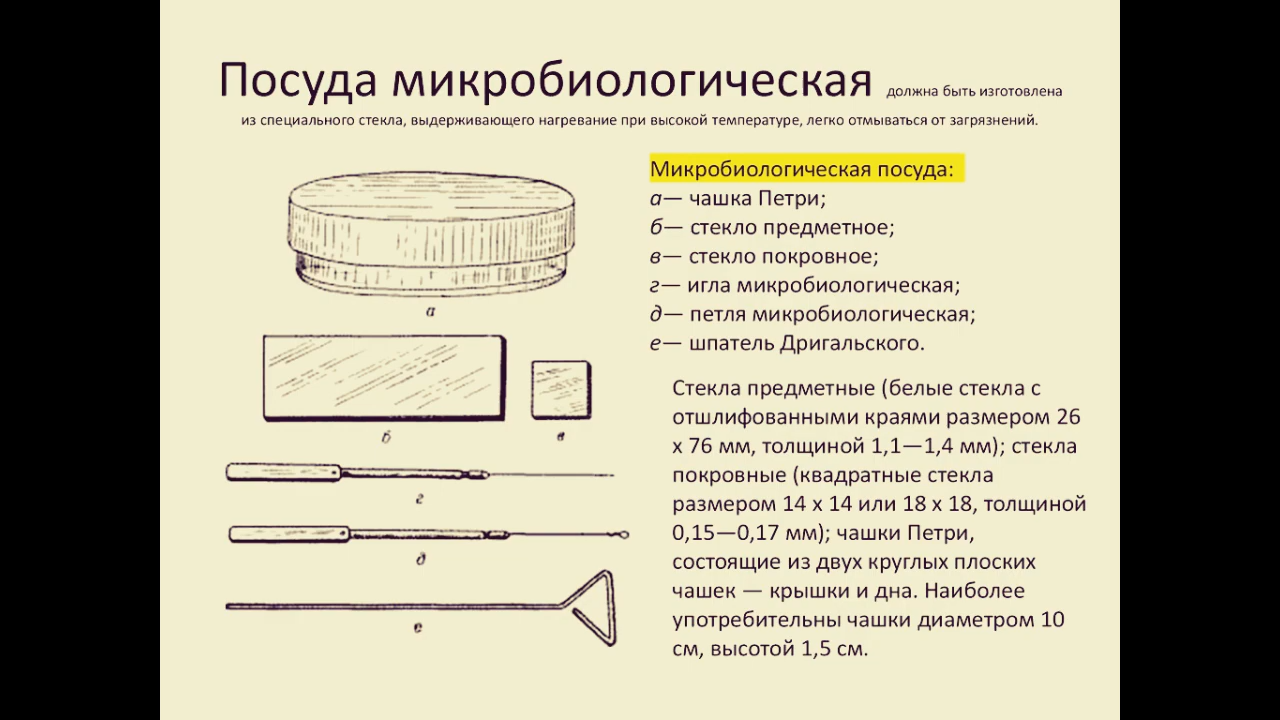 Посуда микробиологическая должна быть изготовлена
из специального стекла, выдерживающего нагревание при высокой температуре, легко отмываться от загрязнений.
Микробиологическая посуда:
а— чашка Петри;
б— стекло предметное;
в— стекло покровное;
г— игла микробиологическая;
д— петля микробиологическая;
е— шпатель Дригальского.
а
б
в
г
д
е
Стекла предметные (белые стекла с
отшлифованными краями размером 26
х 76 мм, толщиной 1,1—1,4 мм); стекла
покровные (квадратные стекла
размером 14 х 14 или 18 х 18, толщиной
0,15—0,17 мм); чашки Петри,
состоящие из двух круглых плоских
чашек — крышки и дна. Наиболее
употребительны чашки диаметром 10
см, высотой 1,5 см.